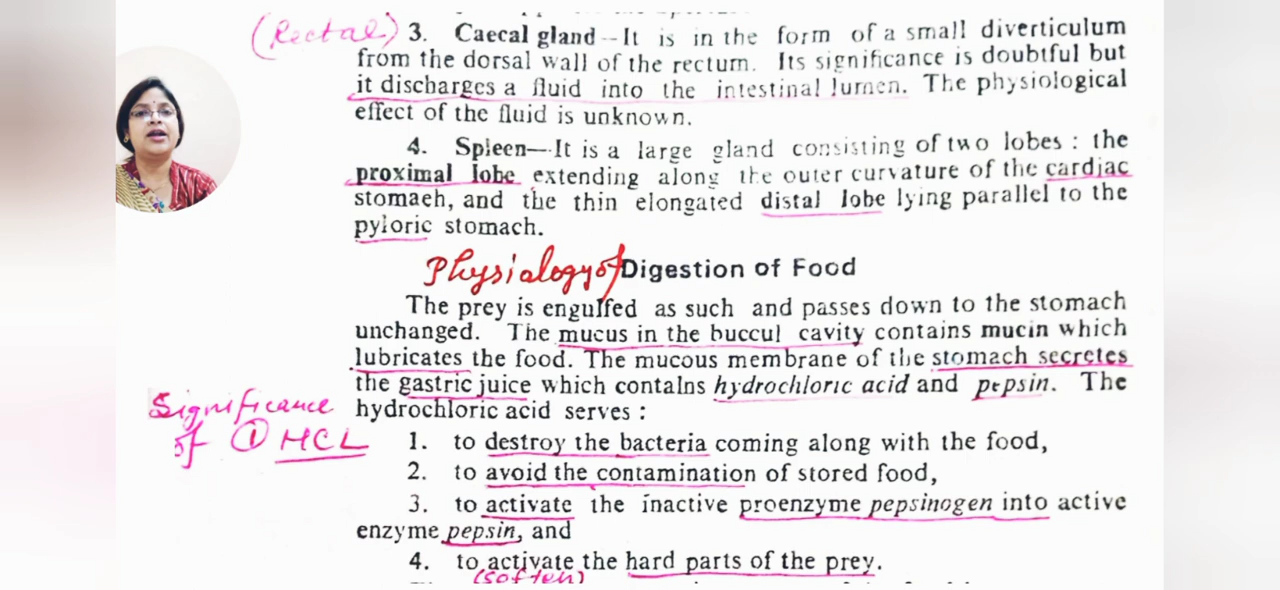 (Rectal) 3. Caecal gland—It is in the form of a small diverticulum
from the dorsal wall of the rectum. Its significance is doubtful but
it discharges a fluid into the intestinal lumen. The physiological
effect of the fluid is unknown.
4. Spleen—It is a large gland consisting of two lobes : the
proximal lobe extending along the outer curvature of the cardiac
stomaeh, and the thin elongated distal lobe lying parallel to the
pyloric stomach.
Physialogy of Digestion of Food
The prey is engulfed as such and passes down to the stomach
unchanged. The mucus in the buccul cavity contains mucin which
lubricates the food. The mucous membrane of the stomach secretes
the gastric juice which contalns hydrochloric acid and pepsin. The
hydrochloric acid serves :
Significance
of ① HCL
1. to destroy the bacteria coming along with the food,
2. to avoid the contamination of stored food,
3. to activate the inactive proenzyme pepsinogen into active
enzyme pepsin, and
4. to activate the hard parts of the prey.
(soften)